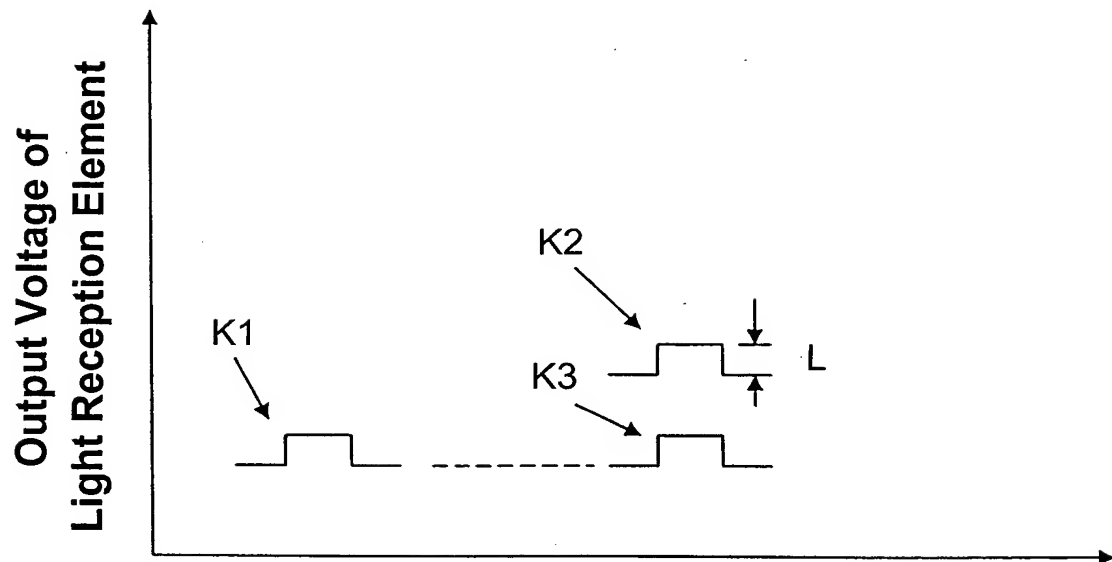 Output Voltage of
Light Reception Element
K1
K2
K3
L